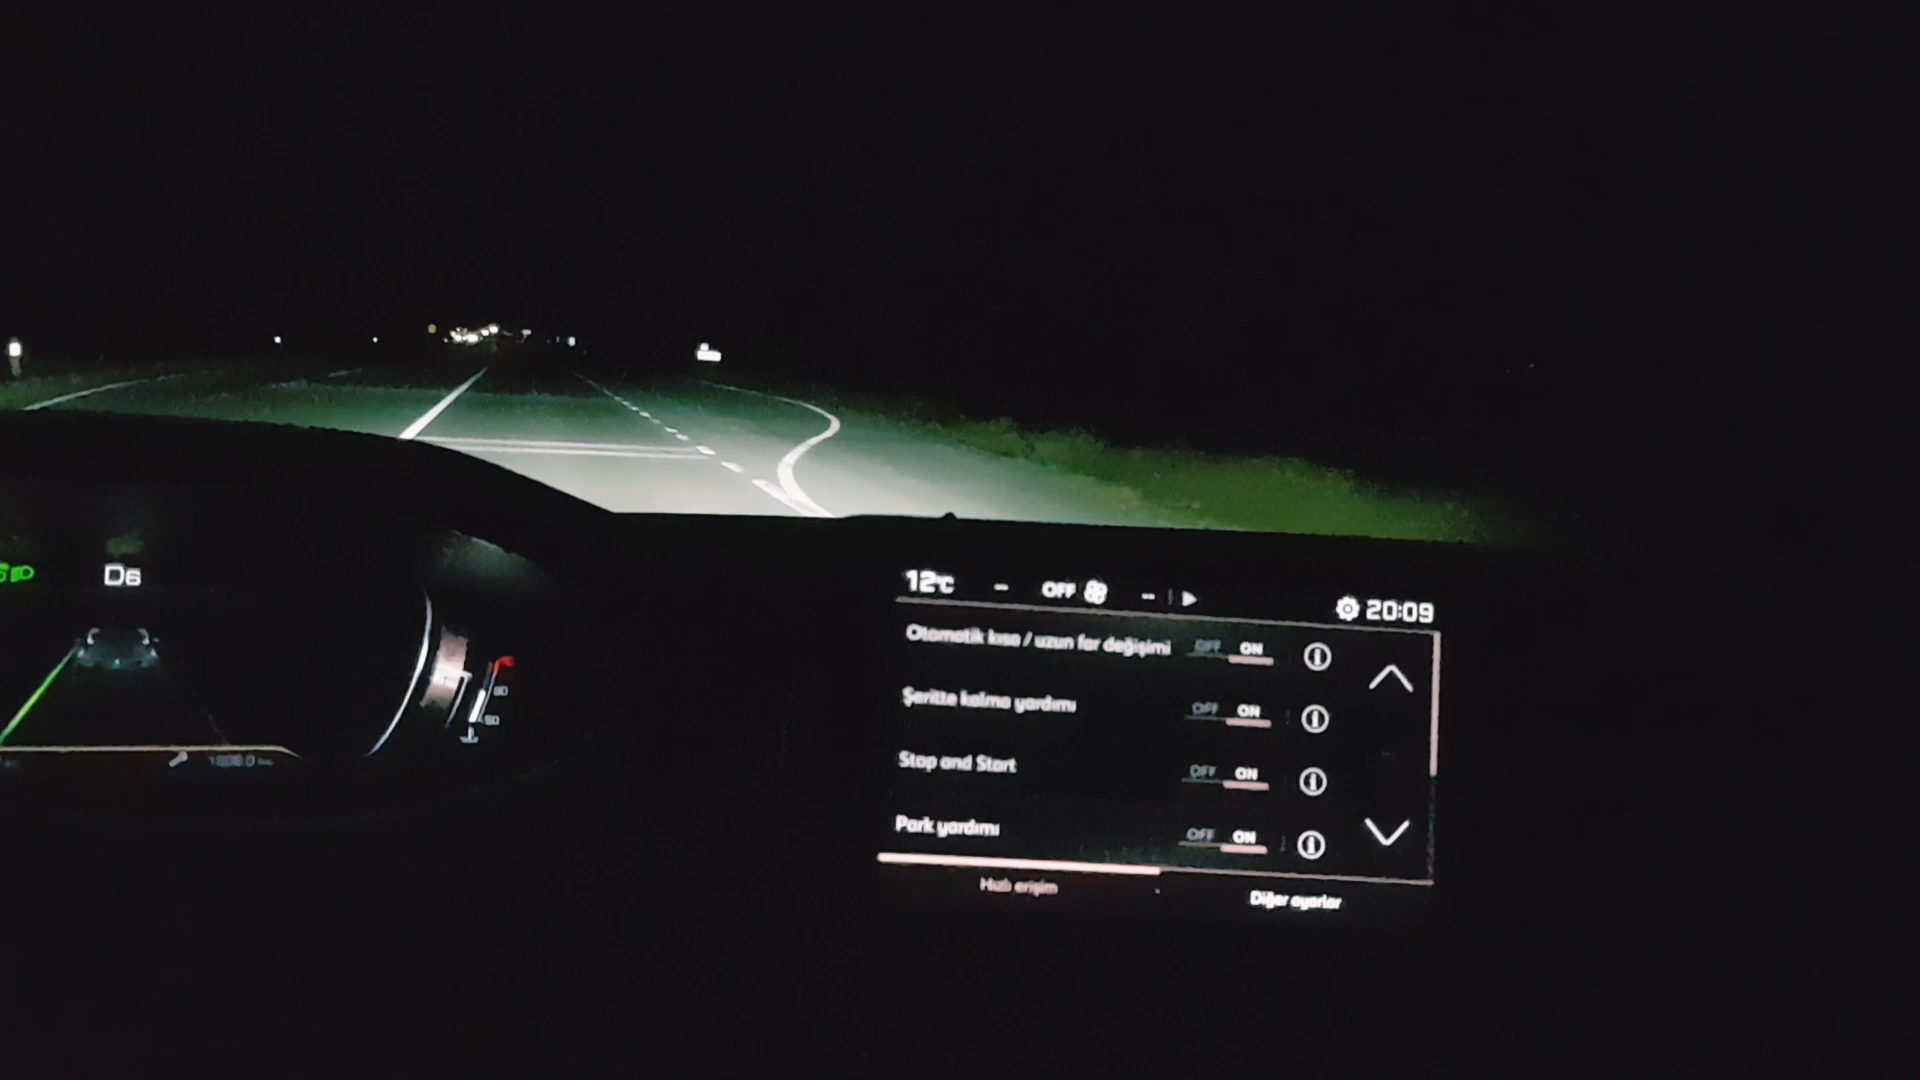 D6
12°C - OFF -- 20:09
Otomatik kısa / uzun far değişimi OFF ON
Şeritte kalma yardımı OFF ON
Stop and Start OFF ON
Park yardımı OFF ON
Hızlı erişim
Diğer ayarlar